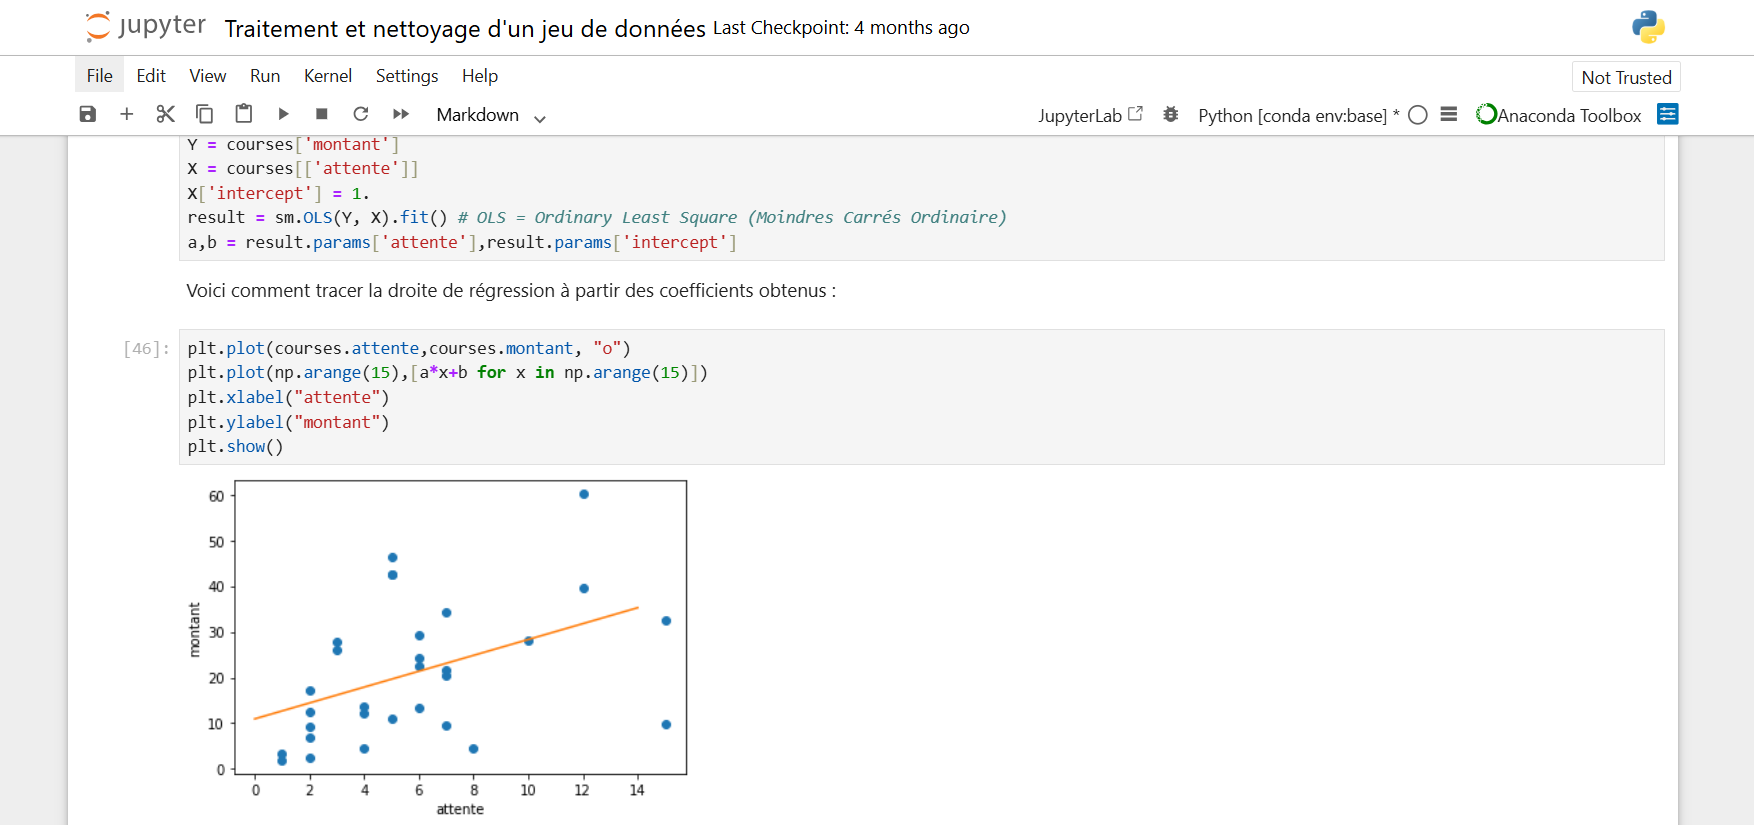 jupyter Traitement et nettoyage d'un jeu de données Last Checkpoint: 4 months ago
File Edit View Run Kernel Settings Help Not Trusted
Markdown JupyterLab Python [conda env:base] * Anaconda Toolbox
Y = courses['montant']
X = courses[['attente']]
X['intercept'] = 1.
result = sm.OLS(Y, X).fit() # OLS = Ordinary Least Square (Moindres Carrés Ordinaire)
a,b = result.params['attente'],result.params['intercept']
Voici comment tracer la droite de régression à partir des coefficients obtenus :
[46]: plt.plot(courses.attente,courses.montant, "o")
plt.plot(np.arange(15),[a*x+b for x in np.arange(15)])
plt.xlabel("attente")
plt.ylabel("montant")
plt.show()
60
50
40
30
20
10
0
montant
0 2 4 6 8 10 12 14
attente